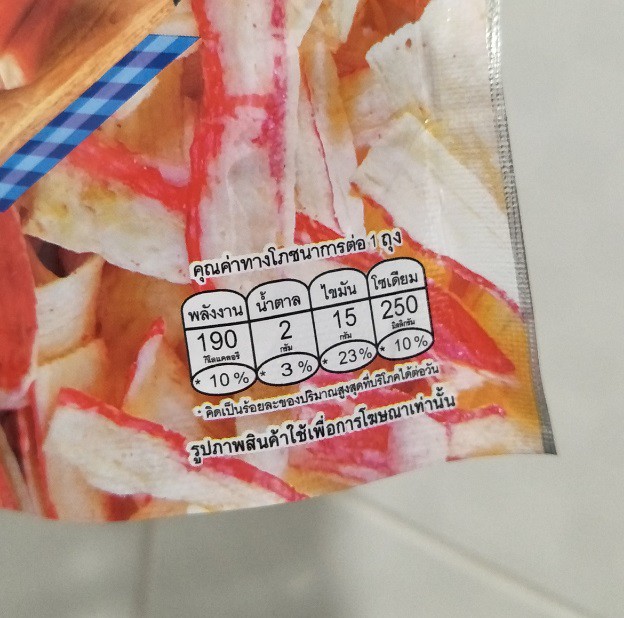 คุณค่าทางโภชนาการต่อ 1 ถุง
พลังงาน น้ำตาล ไขมัน โซเดียม
190 2 15 250
กิโลแคลอรี กรัม กรัม มิลลิกรัม
* 10 % * 3 % * 23 % * 10 %
* คิดเป็นร้อยละของปริมาณสูงสุดที่บริโภคได้ต่อวัน
รูปภาพสินค้าใช้เพื่อการโฆษณาเท่านั้น